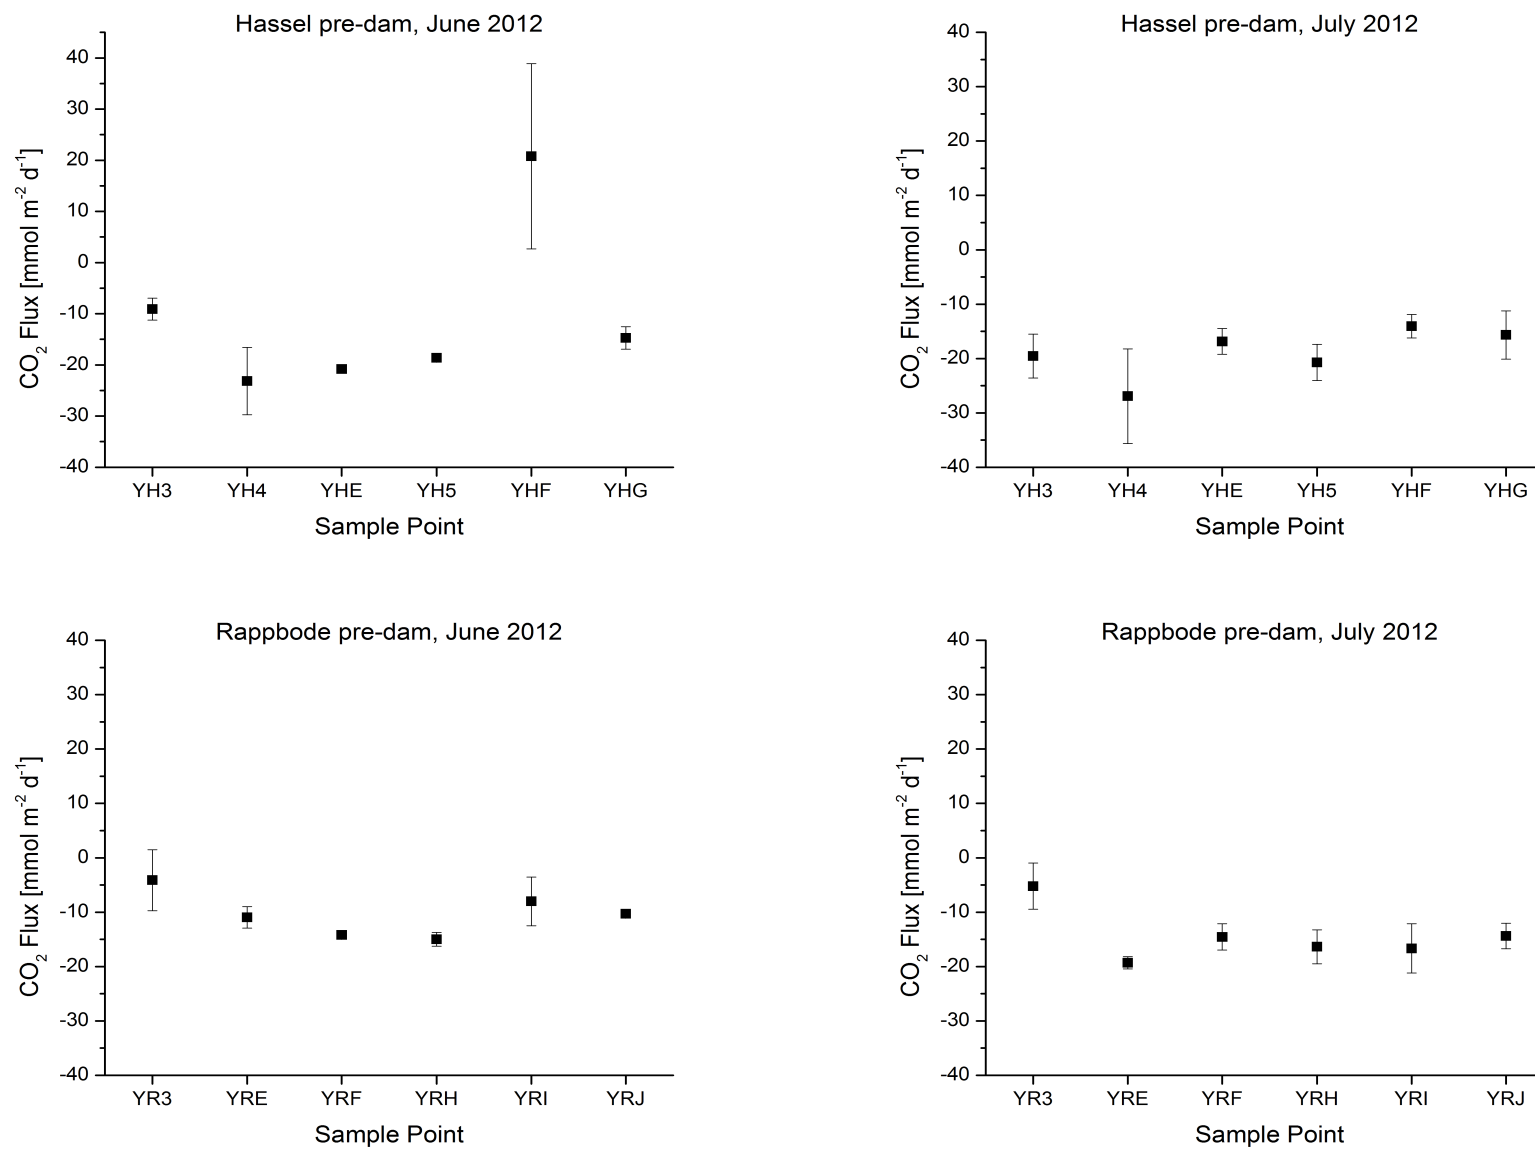 Hassel pre-dam, June 2012
CO2 Flux [mmol m-2 d-1]
40
30
20
10
0
-10
-20
-30
-40
YH3 YH4 YHE YH5 YHF YHG
Sample Point
Hassel pre-dam, July 2012
CO2 Flux [mmol m-2 d-1]
40
30
20
10
0
-10
-20
-30
-40
YH3 YH4 YHE YH5 YHF YHG
Sample Point
Rappbode pre-dam, June 2012
CO2 Flux [mmol m-2 d-1]
40
30
20
10
0
-10
-20
-30
-40
YR3 YRE YRF YRH YRI YRJ
Sample Point
Rappbode pre-dam, July 2012
CO2 Flux [mmol m-2 d-1]
40
30
20
10
0
-10
-20
-30
-40
YR3 YRE YRF YRH YRI YRJ
Sample Point